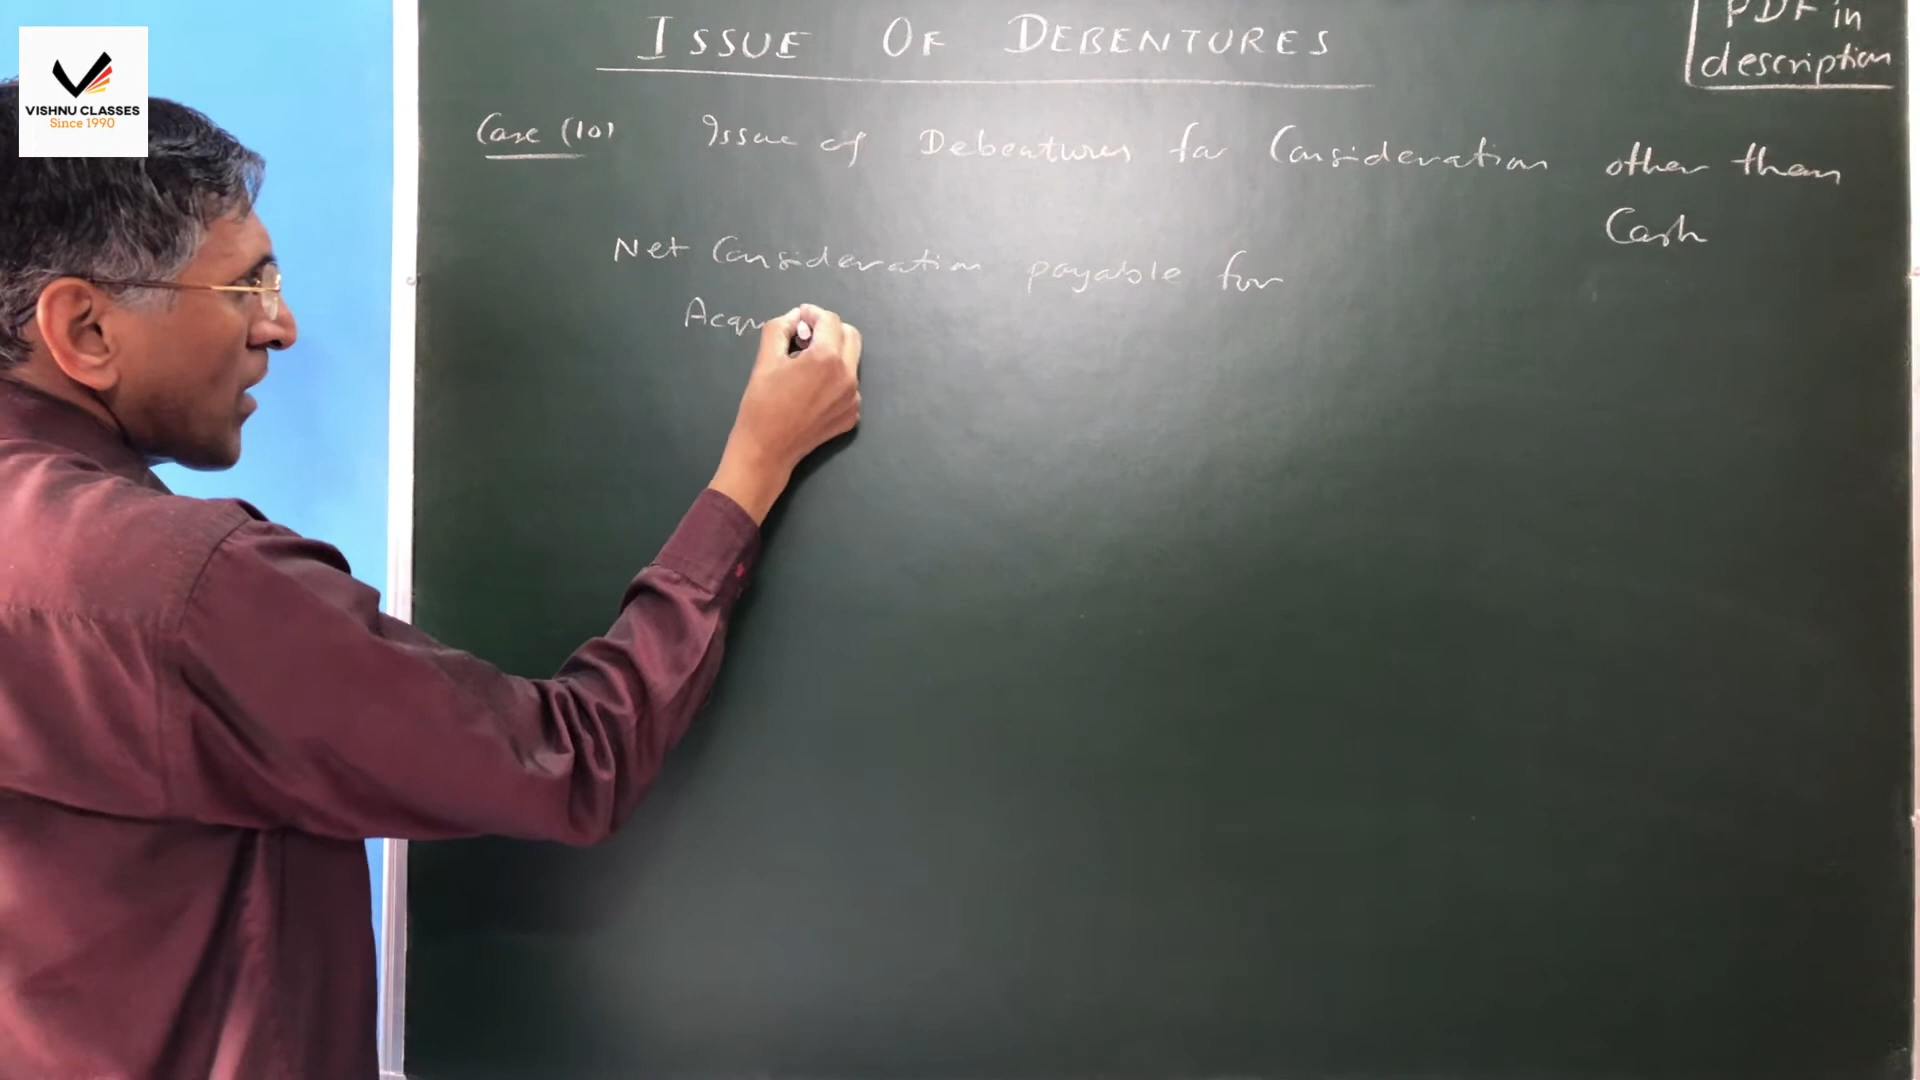 VISHNU CLASSES
Since 1990
ISSUE OF DEBENTURES
PDF in
description
Case (10) Issue of Debentures for Consideration other than
Cash
Net Consideration payable for
Acqu